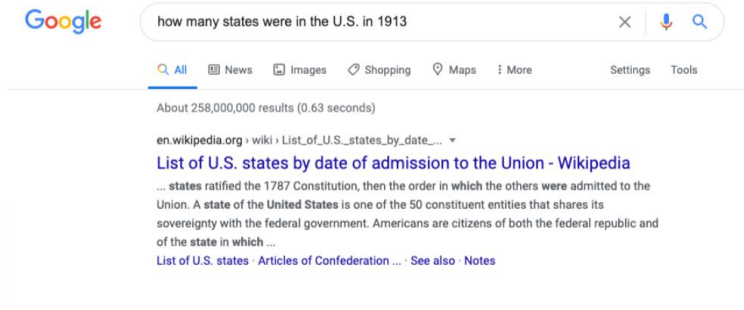 Google how many states were in the U.S. in 1913
All News Images Shopping Maps More Settings Tools
About 258,000,000 results (0.63 seconds)
en.wikipedia.org › wiki › List_of_U.S._states_by_date_...
List of U.S. states by date of admission to the Union - Wikipedia
... states ratified the 1787 Constitution, then the order in which the others were admitted to the
Union. A state of the United States is one of the 50 constituent entities that shares its
sovereignty with the federal government. Americans are citizens of both the federal republic and
of the state in which ...
List of U.S. states · Articles of Confederation ... · See also · Notes